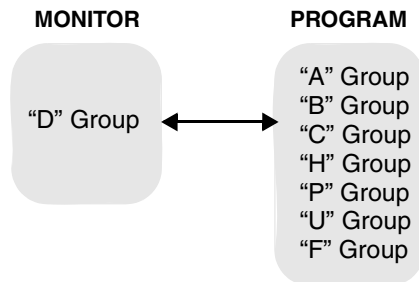 MONITOR
“D” Group
PROGRAM
“A” Group
“B” Group
“C” Group
“H” Group
“P” Group
“U” Group
“F” Group